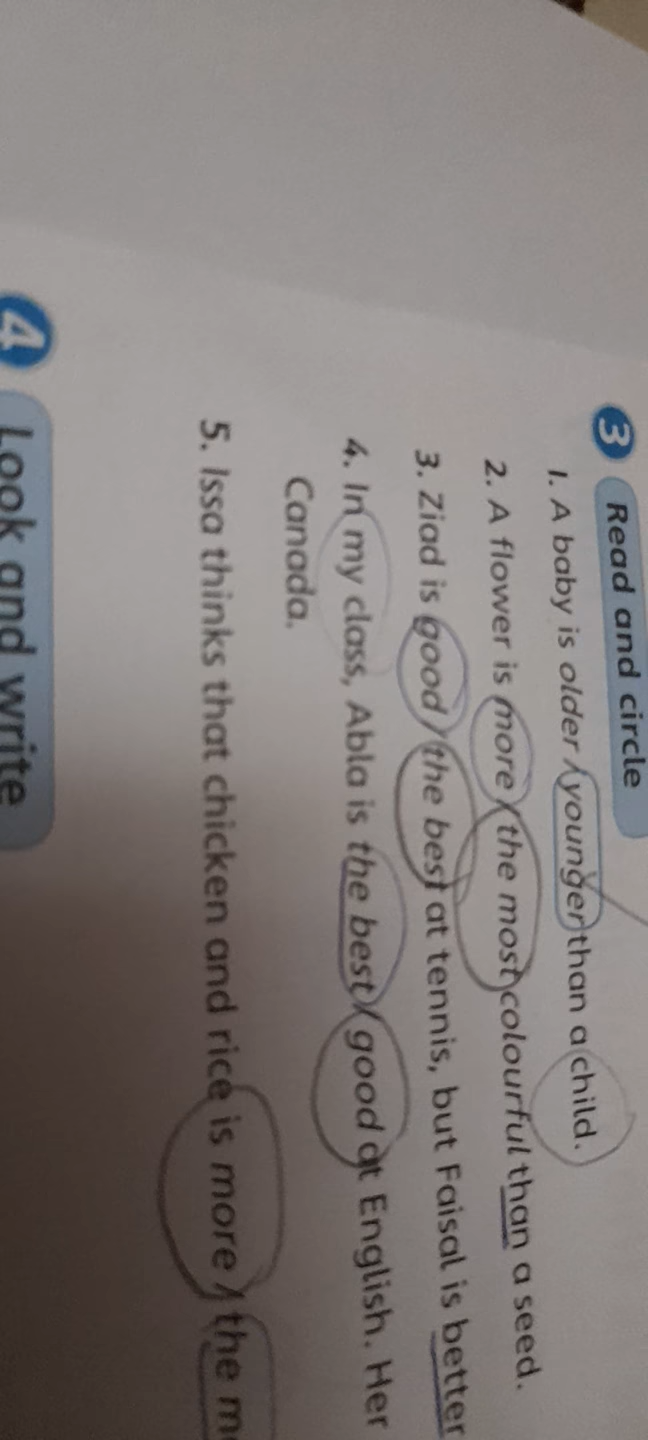 3 Read and circle
1. A baby is older / younger than a child.
2. A flower is more / the most colourful than a seed.
3. Ziad is good / the best at tennis, but Faisal is better
4. In my class, Abla is the best / good at English. Her
Canada.
5. Issa thinks that chicken and rice is more / the
4 Look and write